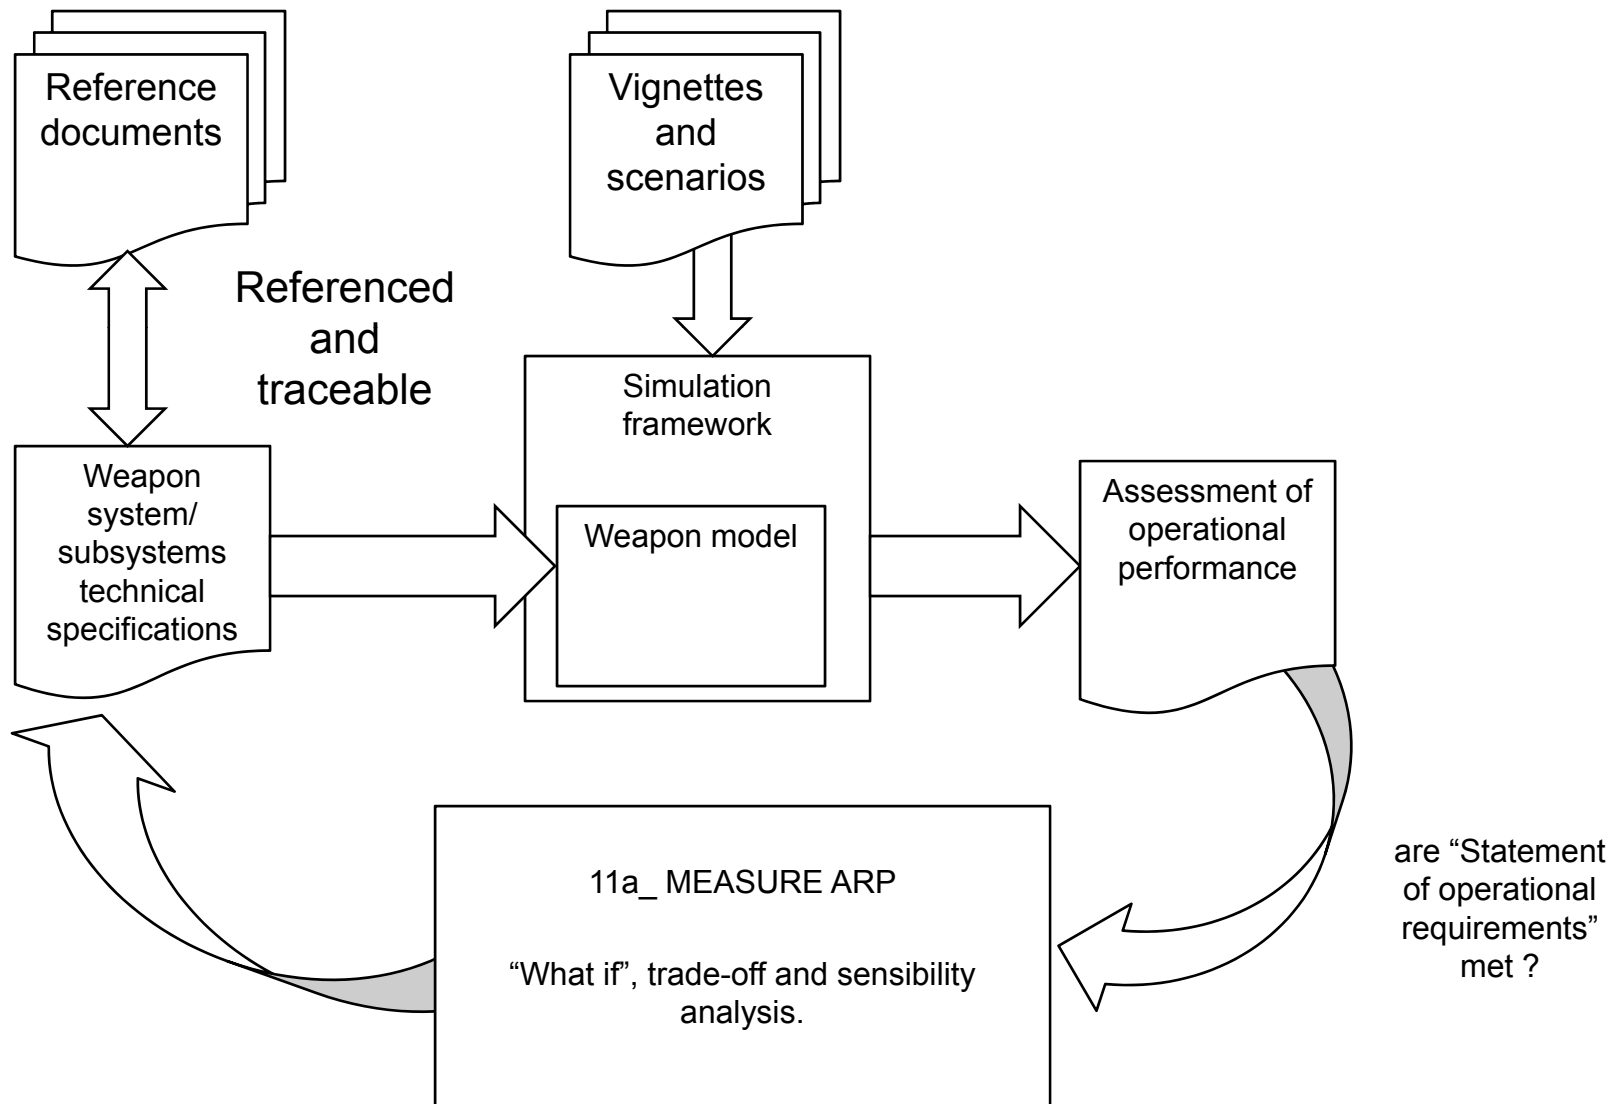 Reference
documents
Vignettes
and
scenarios
Referenced
and
traceable
Simulation
framework
Weapon model
Weapon
system/
subsystems
technical
specifications
Assessment of
operational
performance
are “Statement
of operational
requirements”
met ?
11a_ MEASURE ARP
“What if”, trade-off and sensibility
analysis.